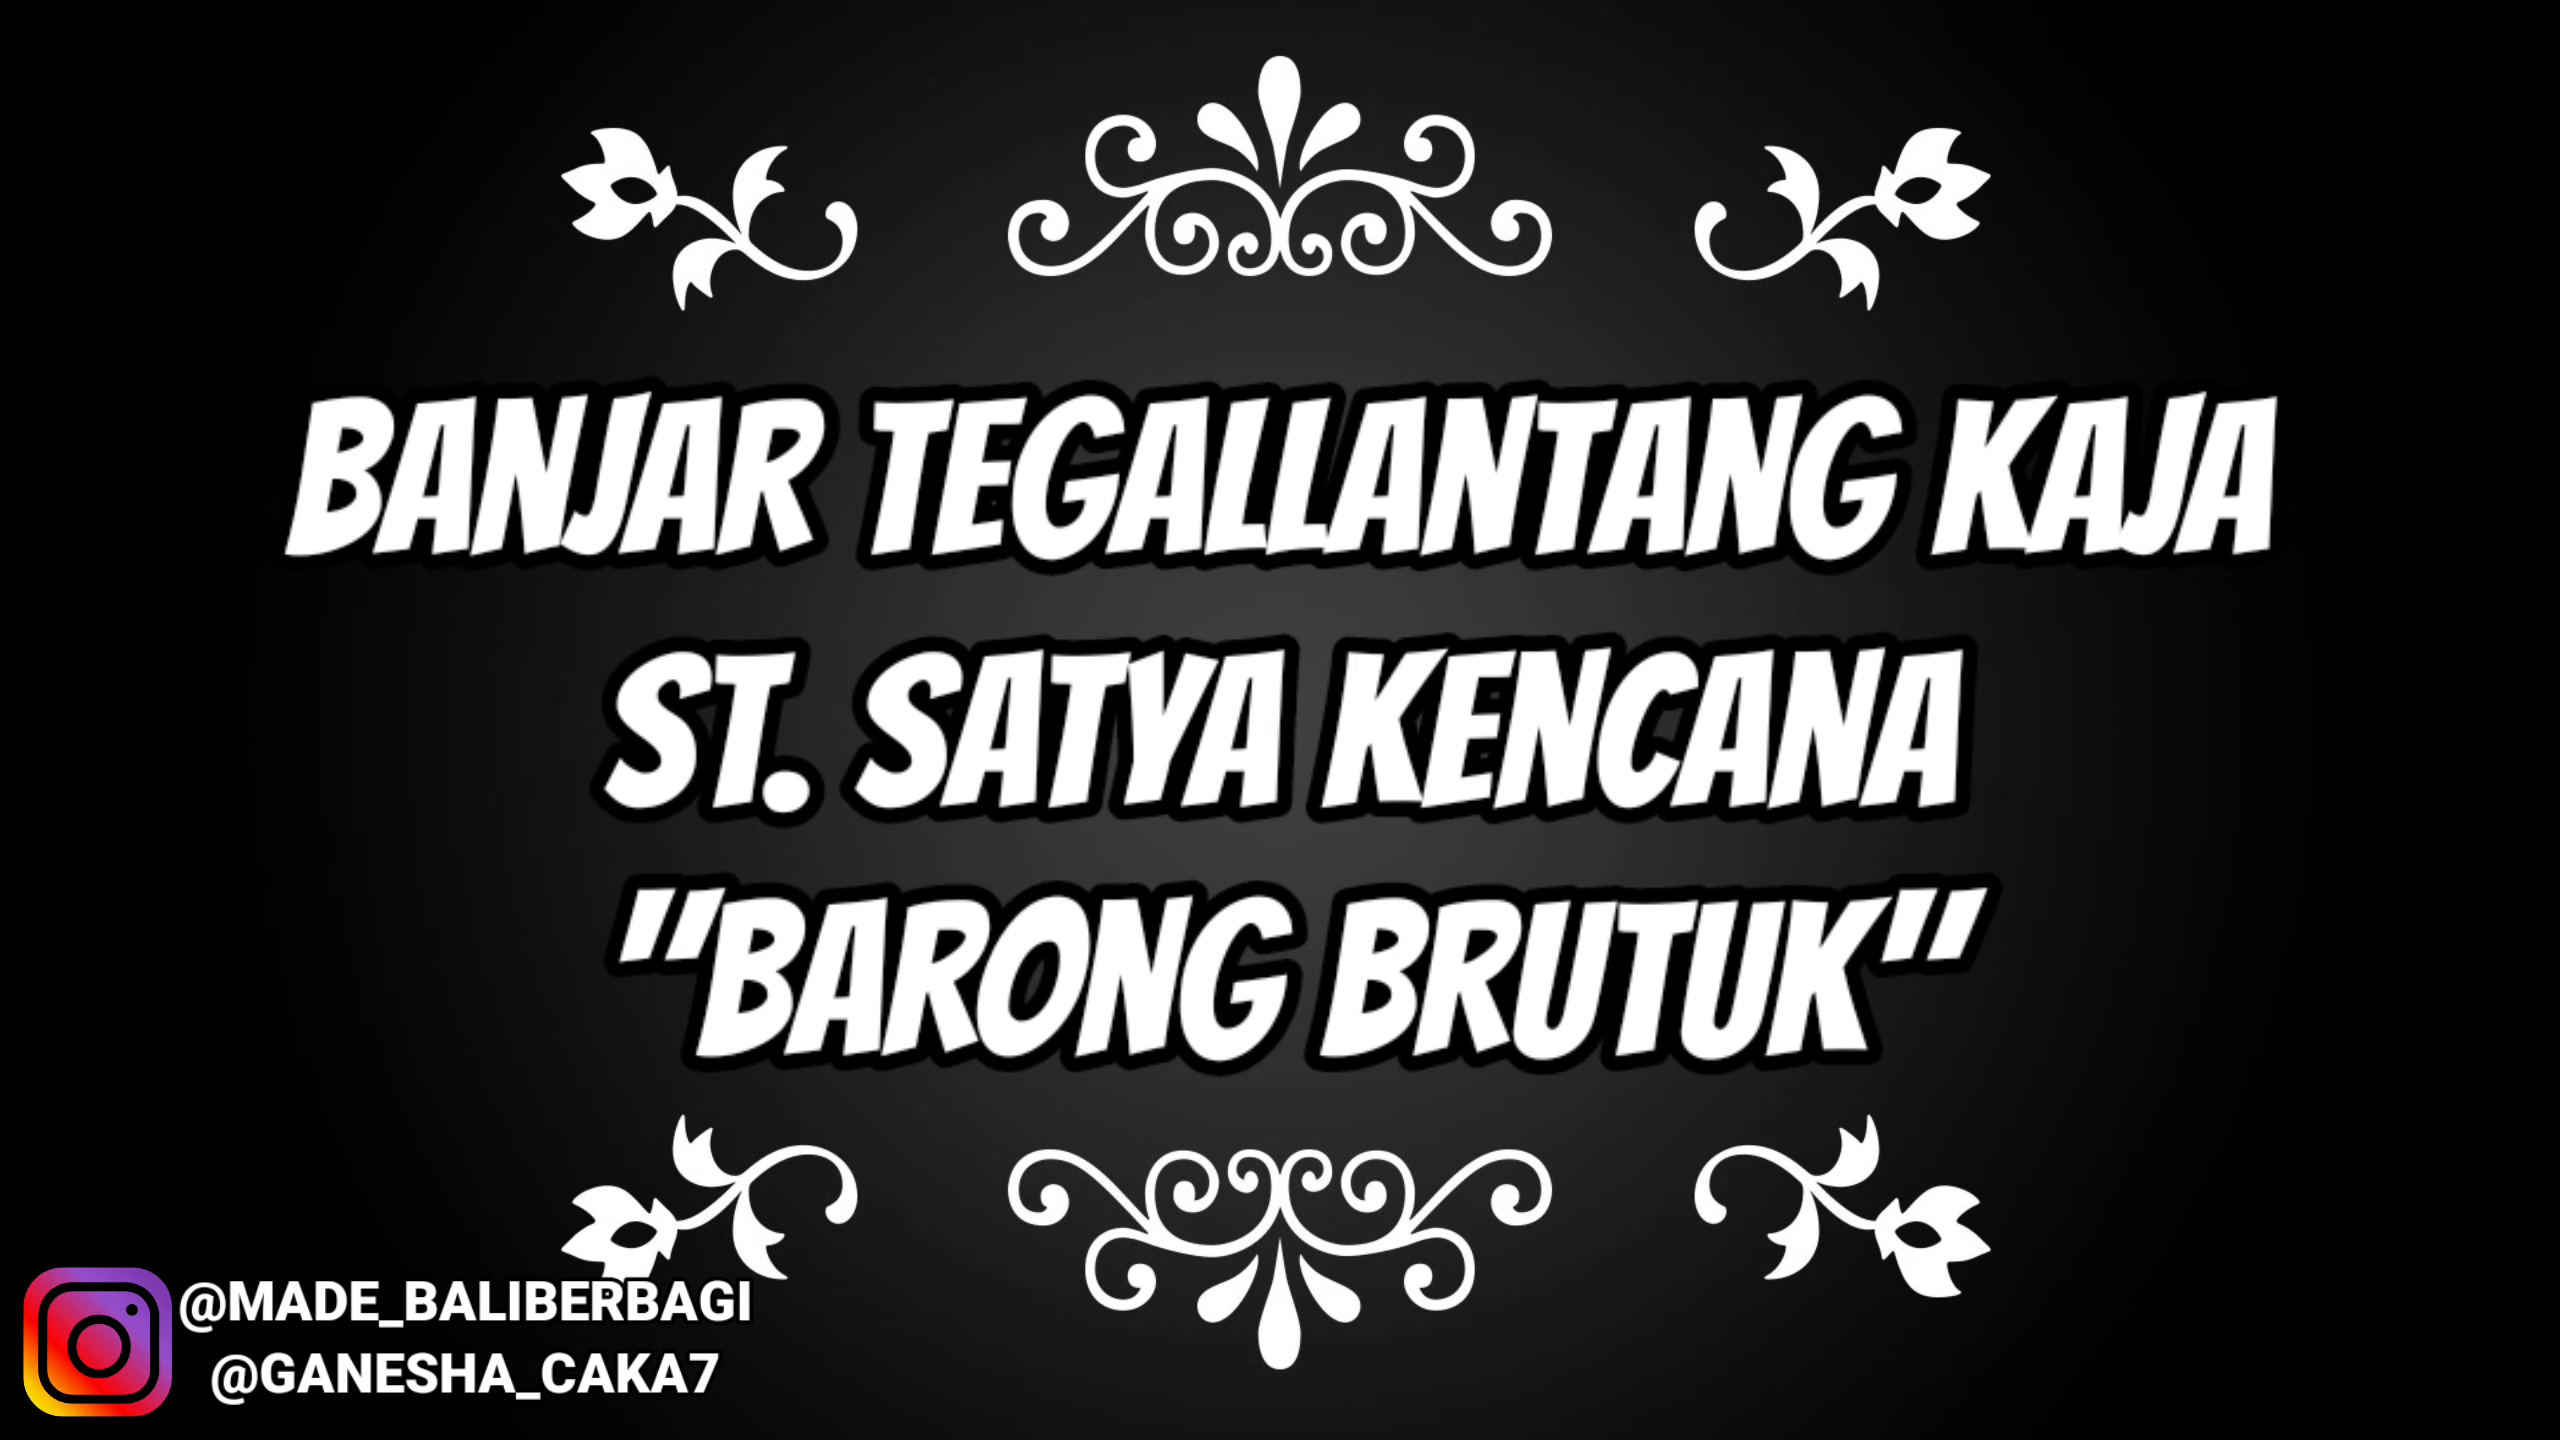 BANJAR TEGALLANTANG KAJA
ST. SATYA KENCANA
"BARONG BRUTUK"
@MADE_BALIBERBAGI
@GANESHA_CAKA7